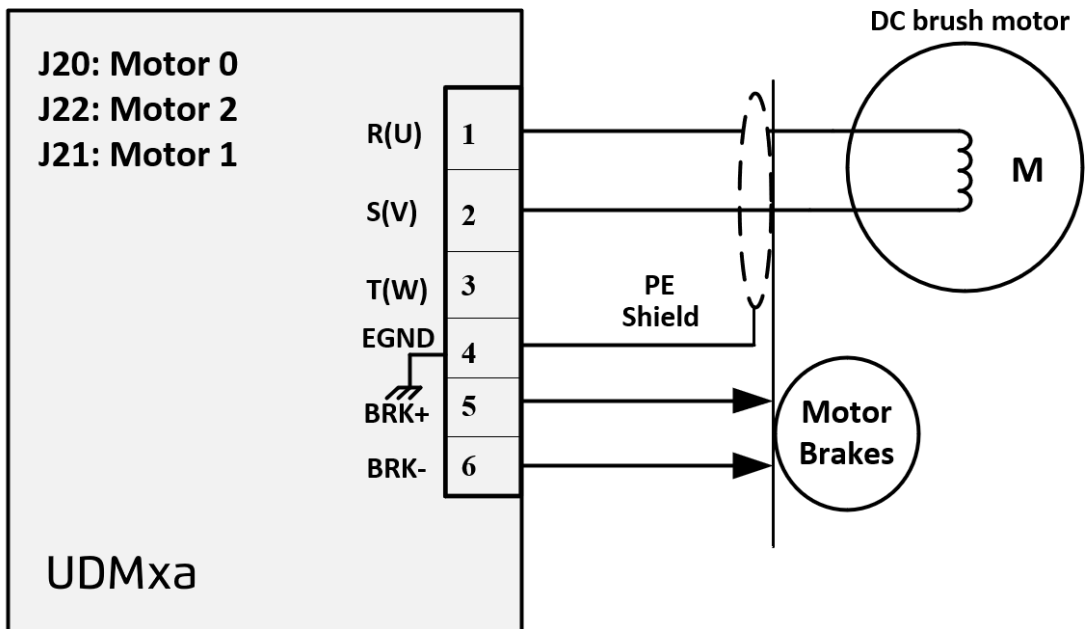 DC brush motor
J20: Motor 0
J22: Motor 2
J21: Motor 1
R(U)
1
M
S(V)
2
T(W)
3
PE
Shield
EGND
4
BRK+
5
Motor
Brakes
BRK-
6
UDMxa